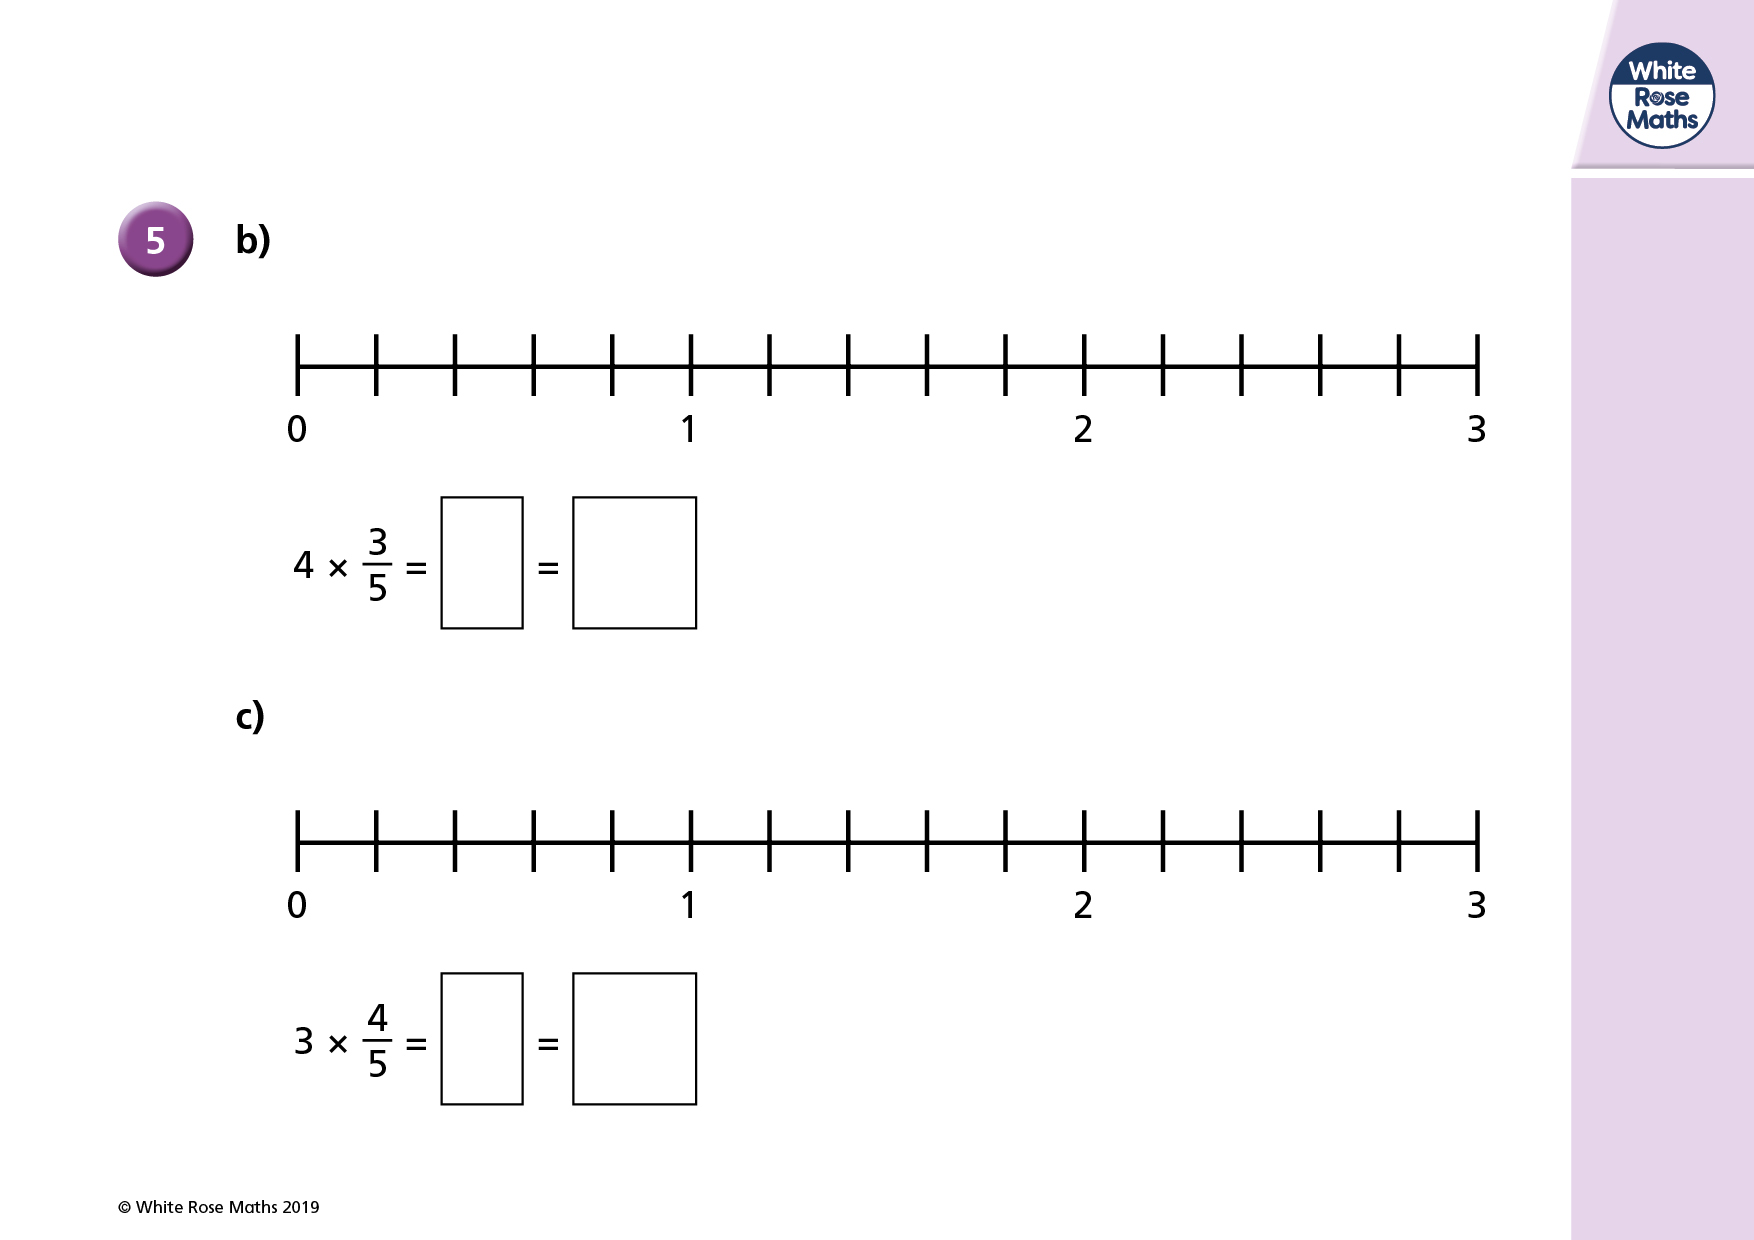 White
Rose
Maths
5 b)
0 1 2 3
4 × 3/5 = =
c)
0 1 2 3
3 × 4/5 = =
© White Rose Maths 2019